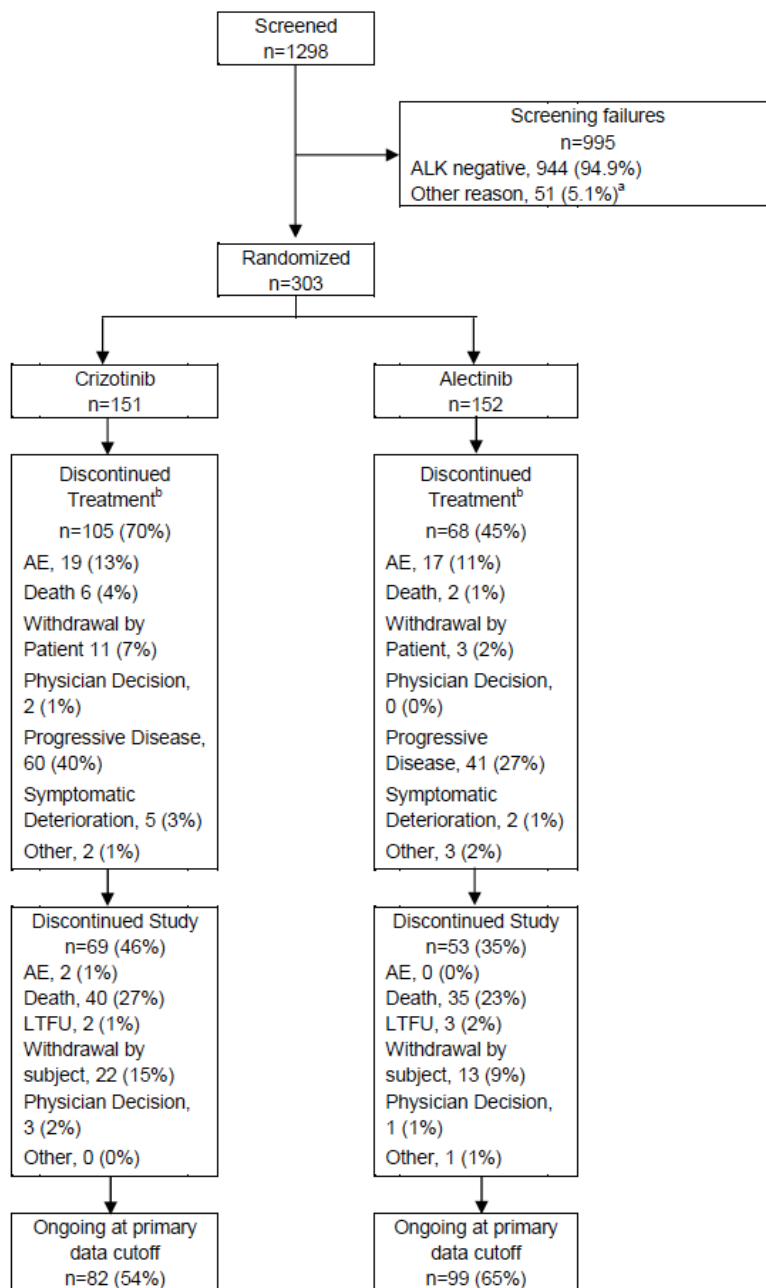 Screened
n=1298
Screening failures
n=995
ALK negative, 944 (94.9%)
Other reason, 51 (5.1%)a
Randomized
n=303
Crizotinib
n=151
Alectinib
n=152
Discontinued
Treatmentb
n=105 (70%)
AE, 19 (13%)
Death 6 (4%)
Withdrawal by
Patient 11 (7%)
Physician Decision,
2 (1%)
Progressive Disease,
60 (40%)
Symptomatic
Deterioration, 5 (3%)
Other, 2 (1%)
Discontinued
Treatmentb
n=68 (45%)
AE, 17 (11%)
Death, 2 (1%)
Withdrawal by
Patient, 3 (2%)
Physician Decision,
0 (0%)
Progressive
Disease, 41 (27%)
Symptomatic
Deterioration, 2 (1%)
Other, 3 (2%)
Discontinued Study
n=69 (46%)
AE, 2 (1%)
Death, 40 (27%)
LTFU, 2 (1%)
Withdrawal by
subject, 22 (15%)
Physician Decision,
3 (2%)
Other, 0 (0%)
Discontinued Study
n=53 (35%)
AE, 0 (0%)
Death, 35 (23%)
LTFU, 3 (2%)
Withdrawal by
subject, 13 (9%)
Physician Decision,
1 (1%)
Other, 1 (1%)
Ongoing at primary
data cutoff
n=82 (54%)
Ongoing at primary
data cutoff
n=99 (65%)